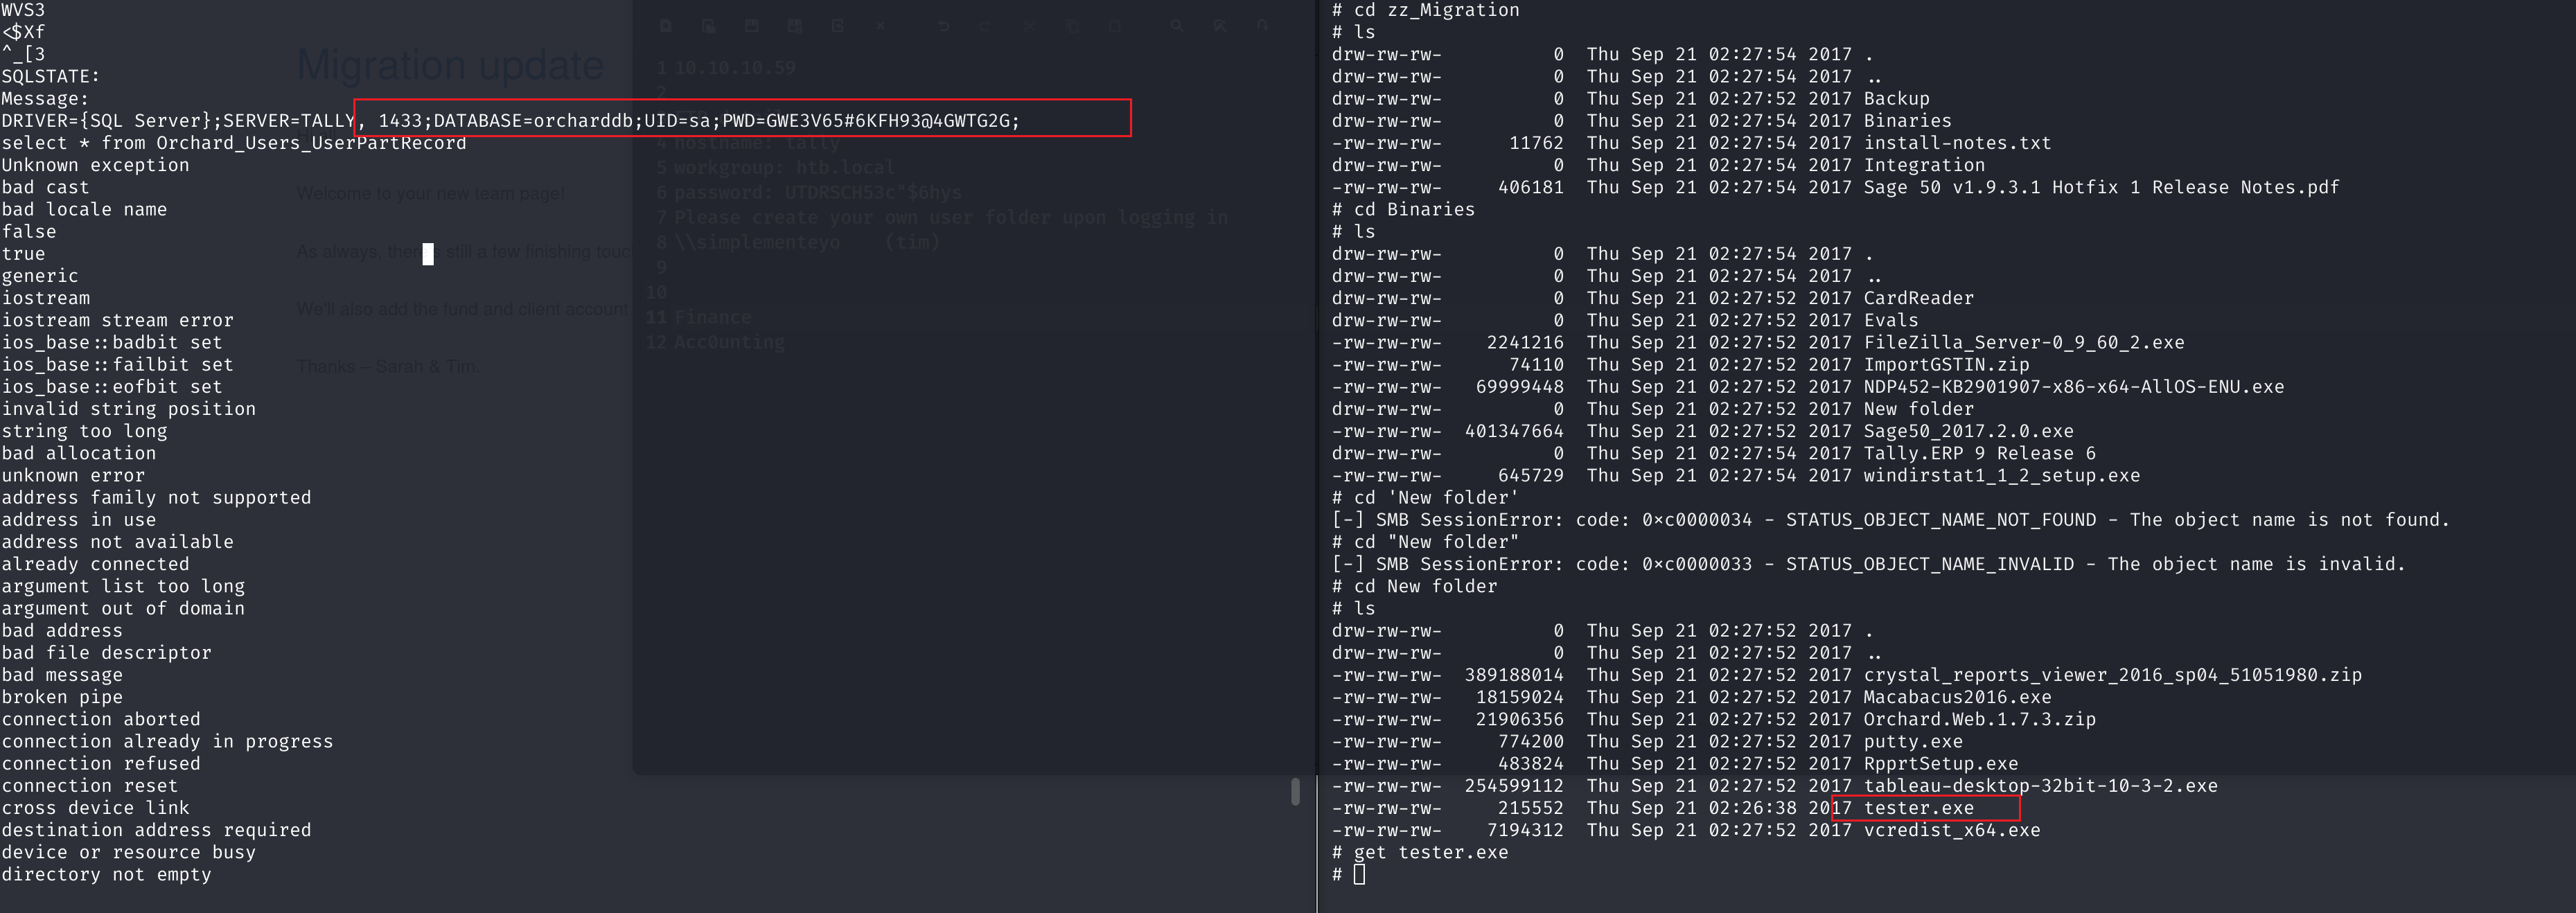 WVS3
<$Xf
^_[3
SQLSTATE:
Message:
DRIVER={SQL Server};SERVER=TALLY, 1433;DATABASE=orcharddb;UID=sa;PWD=GWE3V65#6KFH93@4GWTG2G;
select * from Orchard_Users_UserPartRecord
Unknown exception
bad cast
bad locale name
false
true
generic
iostream
iostream stream error
ios_base::badbit set
ios_base::failbit set
ios_base::eofbit set
invalid string position
string too long
bad allocation
unknown error
address family not supported
address in use
address not available
already connected
argument list too long
argument out of domain
bad address
bad file descriptor
bad message
broken pipe
connection aborted
connection already in progress
connection refused
connection reset
cross device link
destination address required
device or resource busy
directory not empty
Migration update
Welcome to your new team page!
As always, there's still a few finishing touc
We'll also add the fund and client account
Thanks – Sarah & Tim.
1 10.10.10.59
2
4 hostname: tally
5 workgroup: htb.local
6 password: UTDRSCH53c"$6hys
7 Please create your own user folder upon logging in
8 \\simplementeyo    (tim)
9
10
11 Finance
12 Acc0unting
# cd zz_Migration
# ls
drw-rw-rw-          0  Thu Sep 21 02:27:54 2017 .
drw-rw-rw-          0  Thu Sep 21 02:27:54 2017 ..
drw-rw-rw-          0  Thu Sep 21 02:27:52 2017 Backup
drw-rw-rw-          0  Thu Sep 21 02:27:54 2017 Binaries
-rw-rw-rw-      11762  Thu Sep 21 02:27:54 2017 install-notes.txt
drw-rw-rw-          0  Thu Sep 21 02:27:54 2017 Integration
-rw-rw-rw-     406181  Thu Sep 21 02:27:54 2017 Sage 50 v1.9.3.1 Hotfix 1 Release Notes.pdf
# cd Binaries
# ls
drw-rw-rw-          0  Thu Sep 21 02:27:54 2017 .
drw-rw-rw-          0  Thu Sep 21 02:27:54 2017 ..
drw-rw-rw-          0  Thu Sep 21 02:27:52 2017 CardReader
drw-rw-rw-          0  Thu Sep 21 02:27:52 2017 Evals
-rw-rw-rw-    2241216  Thu Sep 21 02:27:52 2017 FileZilla_Server-0_9_60_2.exe
-rw-rw-rw-      74110  Thu Sep 21 02:27:52 2017 ImportGSTIN.zip
-rw-rw-rw-   69999448  Thu Sep 21 02:27:52 2017 NDP452-KB2901907-x86-x64-AllOS-ENU.exe
drw-rw-rw-          0  Thu Sep 21 02:27:52 2017 New folder
-rw-rw-rw-  401347664  Thu Sep 21 02:27:52 2017 Sage50_2017.2.0.exe
drw-rw-rw-          0  Thu Sep 21 02:27:54 2017 Tally.ERP 9 Release 6
-rw-rw-rw-     645729  Thu Sep 21 02:27:54 2017 windirstat1_1_2_setup.exe
# cd 'New folder'
[-] SMB SessionError: code: 0xc0000034 - STATUS_OBJECT_NAME_NOT_FOUND - The object name is not found.
# cd "New folder"
[-] SMB SessionError: code: 0xc0000033 - STATUS_OBJECT_NAME_INVALID - The object name is invalid.
# cd New folder
# ls
drw-rw-rw-          0  Thu Sep 21 02:27:52 2017 .
drw-rw-rw-          0  Thu Sep 21 02:27:52 2017 ..
-rw-rw-rw-  389188014  Thu Sep 21 02:27:52 2017 crystal_reports_viewer_2016_sp04_51051980.zip
-rw-rw-rw-   18159024  Thu Sep 21 02:27:52 2017 Macabacus2016.exe
-rw-rw-rw-   21906356  Thu Sep 21 02:27:52 2017 Orchard.Web.1.7.3.zip
-rw-rw-rw-     774200  Thu Sep 21 02:27:52 2017 putty.exe
-rw-rw-rw-     483824  Thu Sep 21 02:27:52 2017 RpprtSetup.exe
-rw-rw-rw-  254599112  Thu Sep 21 02:27:52 2017 tableau-desktop-32bit-10-3-2.exe
-rw-rw-rw-     215552  Thu Sep 21 02:26:38 2017 tester.exe
-rw-rw-rw-    7194312  Thu Sep 21 02:27:52 2017 vcredist_x64.exe
# get tester.exe
#